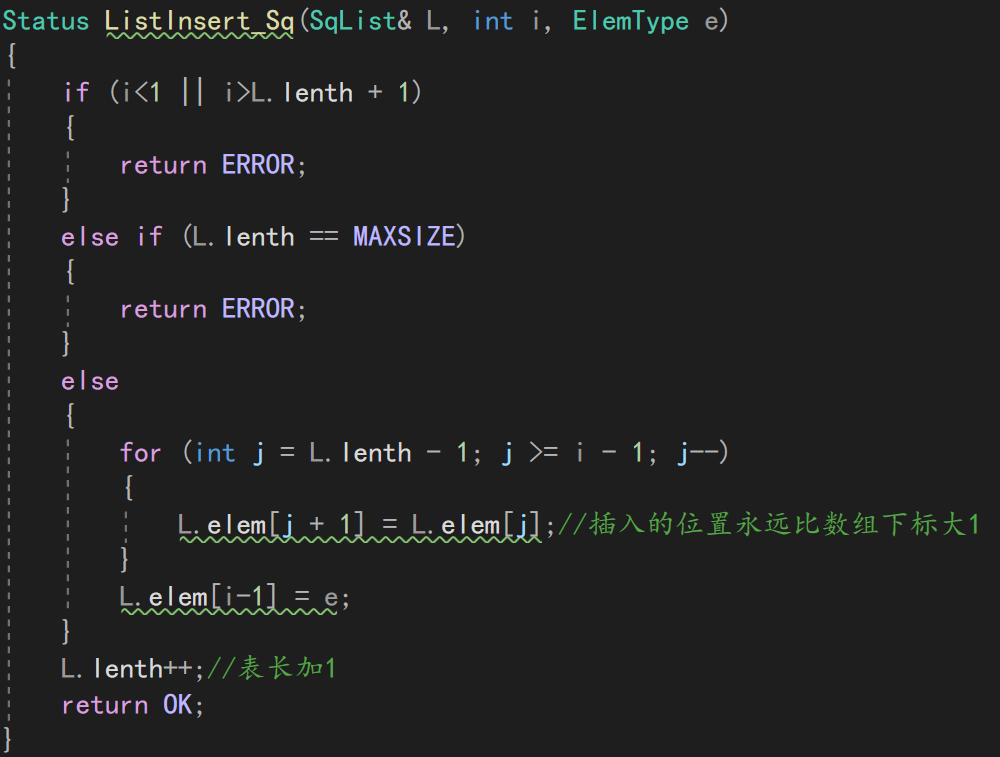 Status ListInsert_Sq(SqList& L, int i, ElemType e)
{
if (i<1 || i>L.lenth + 1)
{
return ERROR;
}
else if (L.lenth == MAXSIZE)
{
return ERROR;
}
else
{
for (int j = L.lenth - 1; j >= i - 1; j--)
{
L.elem[j + 1] = L.elem[j];//插入的位置永远比数组下标大1
}
L.elem[i-1] = e;
}
L.lenth++;//表长加1
return OK;
}